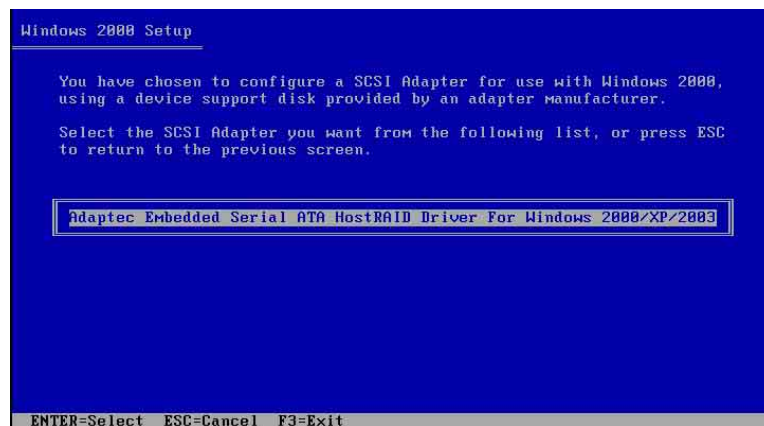 Windows 2000 Setup
You have chosen to configure a SCSI Adapter for use with Windows 2000,
using a device support disk provided by an adapter manufacturer.
Select the SCSI Adapter you want from the following list, or press ESC
to return to the previous screen.
Adaptec Embedded Serial ATA HostRAID Driver For Windows 2000/XP/2003
ENTER=Select ESC=Cancel F3=Exit